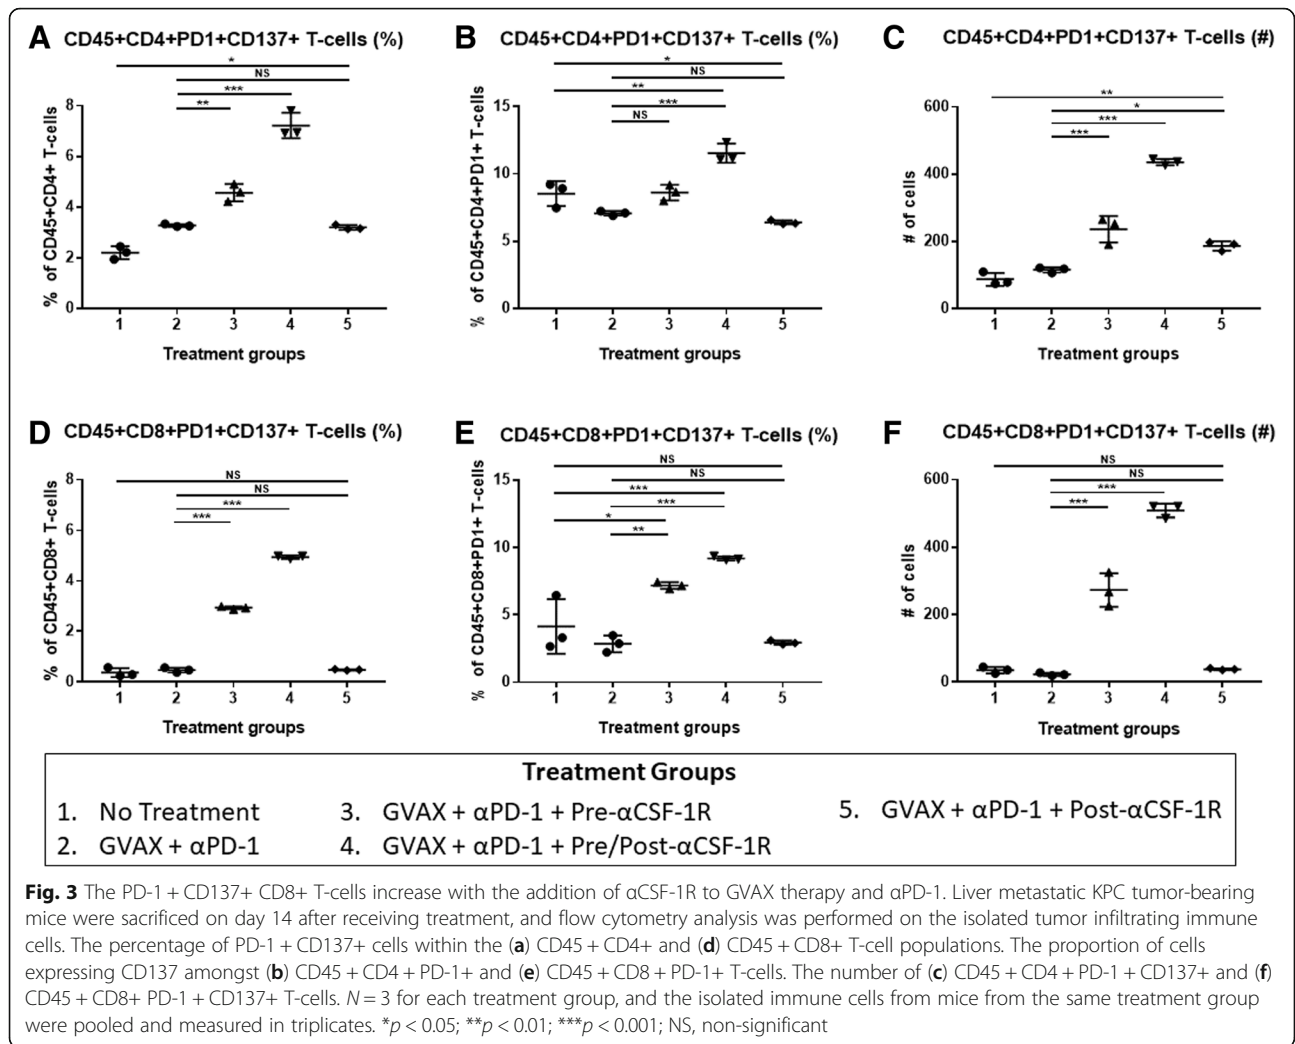 A CD45+CD4+PD1+CD137+ T-cells (%)
% of CD45+CD4+ T-cells
*
NS
***
**
8
6
4
2
0
1 2 3 4 5
Treatment groups
B CD45+CD4+PD1+CD137+ T-cells (%)
% of CD45+CD4+PD1+ T-cells
*
NS
**
***
NS
15
10
5
0
1 2 3 4 5
Treatment groups
C CD45+CD4+PD1+CD137+ T-cells (#)
# of cells
**
*
***
***
600
400
200
0
1 2 3 4 5
Treatment groups
D CD45+CD8+PD1+CD137+ T-cells (%)
% of CD45+CD8+ T-cells
NS
NS
***
***
8
6
4
2
0
1 2 3 4 5
Treatment groups
E CD45+CD8+PD1+CD137+ T-cells (%)
% of CD45+CD8+PD1+ T-cells
NS
NS
***
***
*
**
15
10
5
0
1 2 3 4 5
Treatment groups
F CD45+CD8+PD1+CD137+ T-cells (#)
# of cells
NS
NS
***
***
600
400
200
0
1 2 3 4 5
Treatment groups
Treatment Groups
1. No Treatment 3. GVAX + αPD-1 + Pre-αCSF-1R 5. GVAX + αPD-1 + Post-αCSF-1R
2. GVAX + αPD-1 4. GVAX + αPD-1 + Pre/Post-αCSF-1R
Fig. 3 The PD-1 + CD137+ CD8+ T-cells increase with the addition of αCSF-1R to GVAX therapy and αPD-1. Liver metastatic KPC tumor-bearing
mice were sacrificed on day 14 after receiving treatment, and flow cytometry analysis was performed on the isolated tumor infiltrating immune
cells. The percentage of PD-1 + CD137+ cells within the (a) CD45 + CD4+ and (d) CD45 + CD8+ T-cell populations. The proportion of cells
expressing CD137 amongst (b) CD45 + CD4 + PD-1+ and (e) CD45 + CD8 + PD-1+ T-cells. The number of (c) CD45 + CD4 + PD-1 + CD137+ and (f)
CD45 + CD8+ PD-1 + CD137+ T-cells. N = 3 for each treatment group, and the isolated immune cells from mice from the same treatment group
were pooled and measured in triplicates. *p < 0.05; **p < 0.01; ***p < 0.001; NS, non-significant